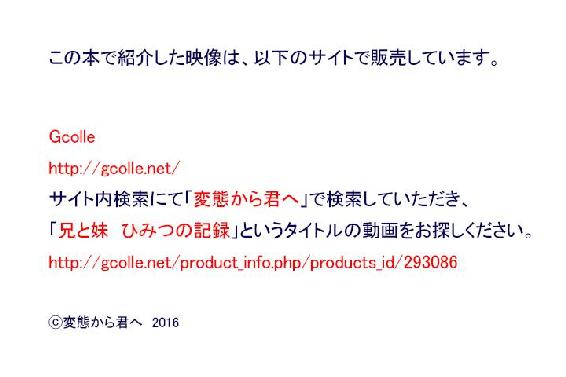 この本で紹介した映像は、以下のサイトで販売しています。
Gcolle
http://gcolle.net/
サイト内検索にて「変態から君へ」で検索していただき、
「兄と妹　ひみつの記録」というタイトルの動画をお探しください。
http://gcolle.net/product_info.php/products_id/293086
ⓒ変態から君へ　2016